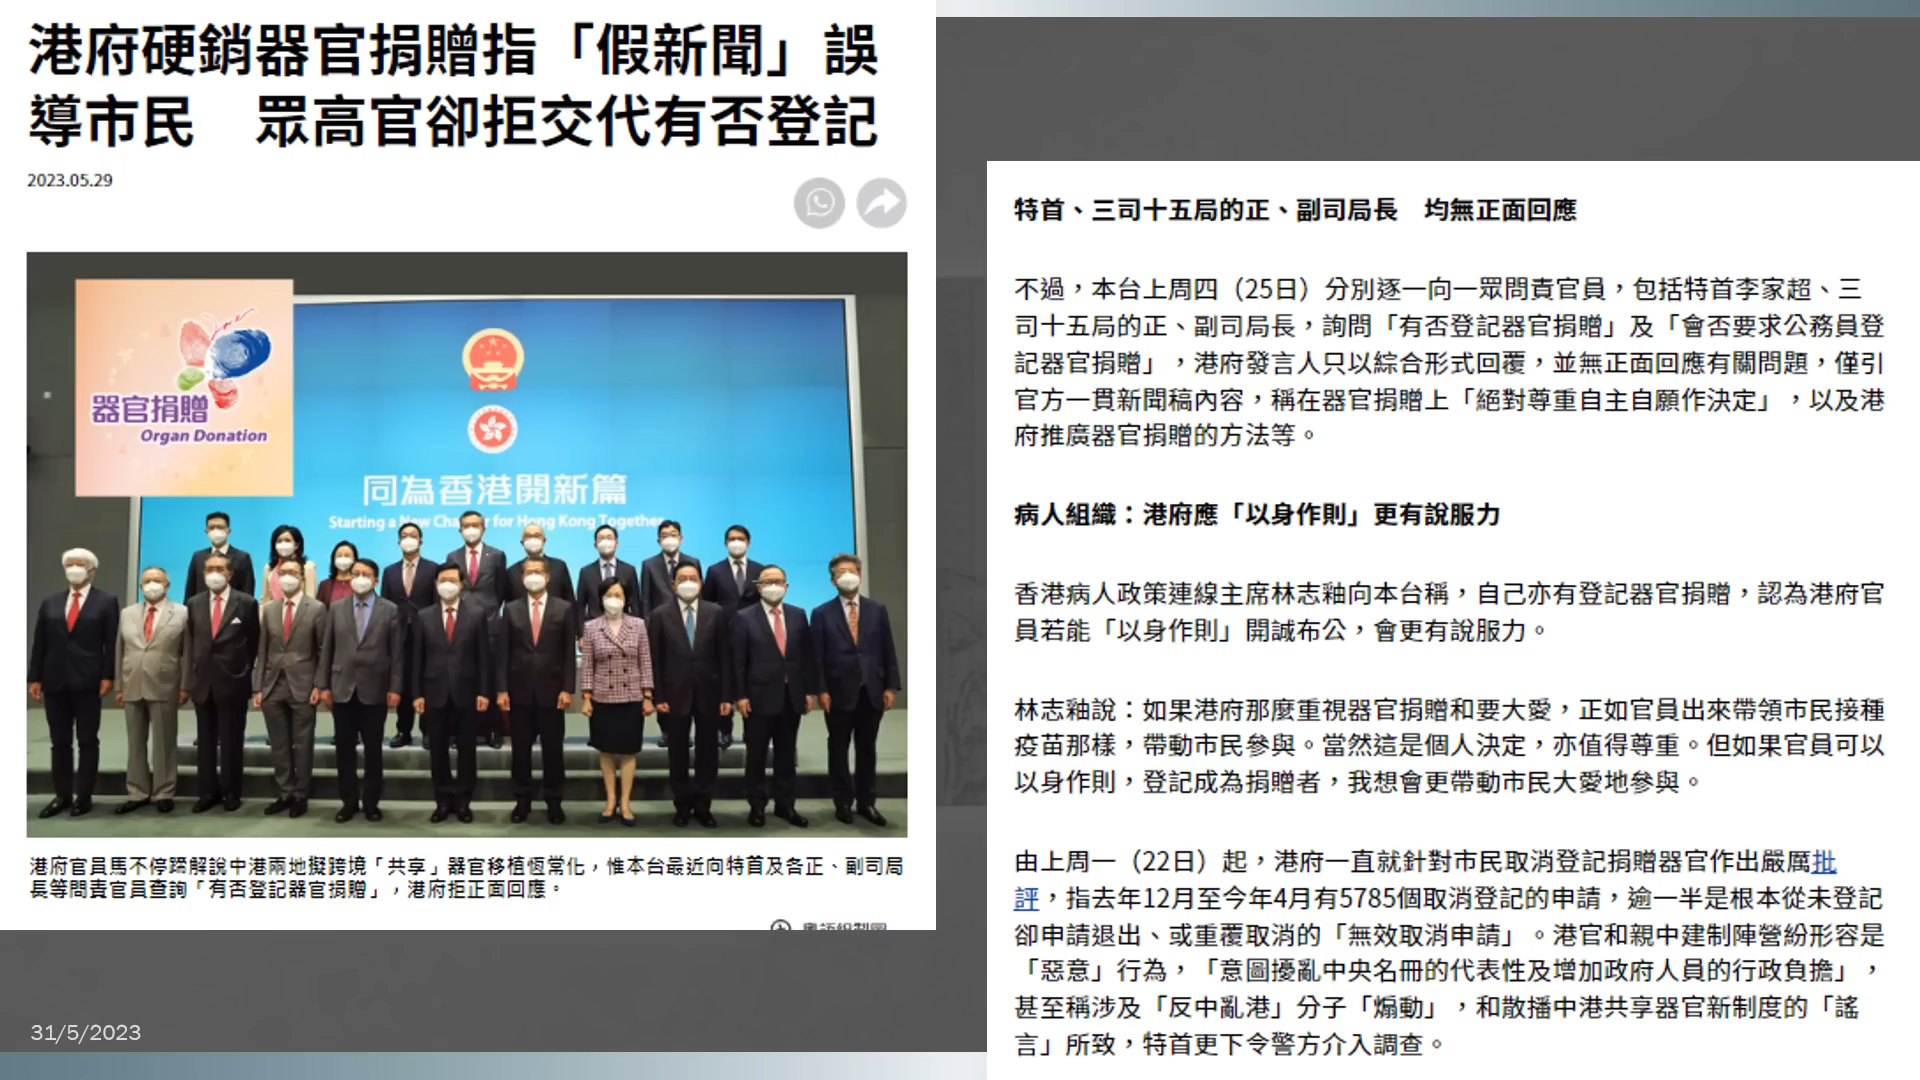 港府硬銷器官捐贈指「假新聞」誤
導市民　眾高官卻拒交代有否登記
2023.05.29
器官捐贈
Organ Donation
同為香港開新篇
Starting a New Chapter for Hong Kong Together
港府官員馬不停蹄解說中港兩地擬跨境「共享」器官移植恆常化，惟本台最近向特首及各正、副司局
長等問責官員查詢「有否登記器官捐贈」，港府拒正面回應。
31/5/2023
特首、三司十五局的正、副司局長　均無正面回應
不過，本台上周四（25日）分別逐一向一眾問責官員，包括特首李家超、三
司十五局的正、副司局長，詢問「有否登記器官捐贈」及「會否要求公務員登
記器官捐贈」，港府發言人只以綜合形式回覆，並無正面回應有關問題，僅引
官方一貫新聞稿內容，稱在器官捐贈上「絕對尊重自主自願作決定」，以及港
府推廣器官捐贈的方法等。
病人組織：港府應「以身作則」更有說服力
香港病人政策連線主席林志釉向本台稱，自己亦有登記器官捐贈，認為港府官
員若能「以身作則」開誠布公，會更有說服力。
林志釉說：如果港府那麼重視器官捐贈和要大愛，正如官員出來帶領市民接種
疫苗那樣，帶動市民參與。當然這是個人決定，亦值得尊重。但如果官員可以
以身作則，登記成為捐贈者，我想會更帶動市民大愛地參與。
由上周一（22日）起，港府一直就針對市民取消登記捐贈器官作出嚴厲批
評，指去年12月至今年4月有5785個取消登記的申請，逾一半是根本從未登記
卻申請退出、或重覆取消的「無效取消申請」。港官和親中建制陣營紛形容是
「惡意」行為，「意圖擾亂中央名冊的代表性及增加政府人員的行政負擔」，
甚至稱涉及「反中亂港」分子「煽動」，和散播中港共享器官新制度的「謠
言」所致，特首更下令警方介入調查。